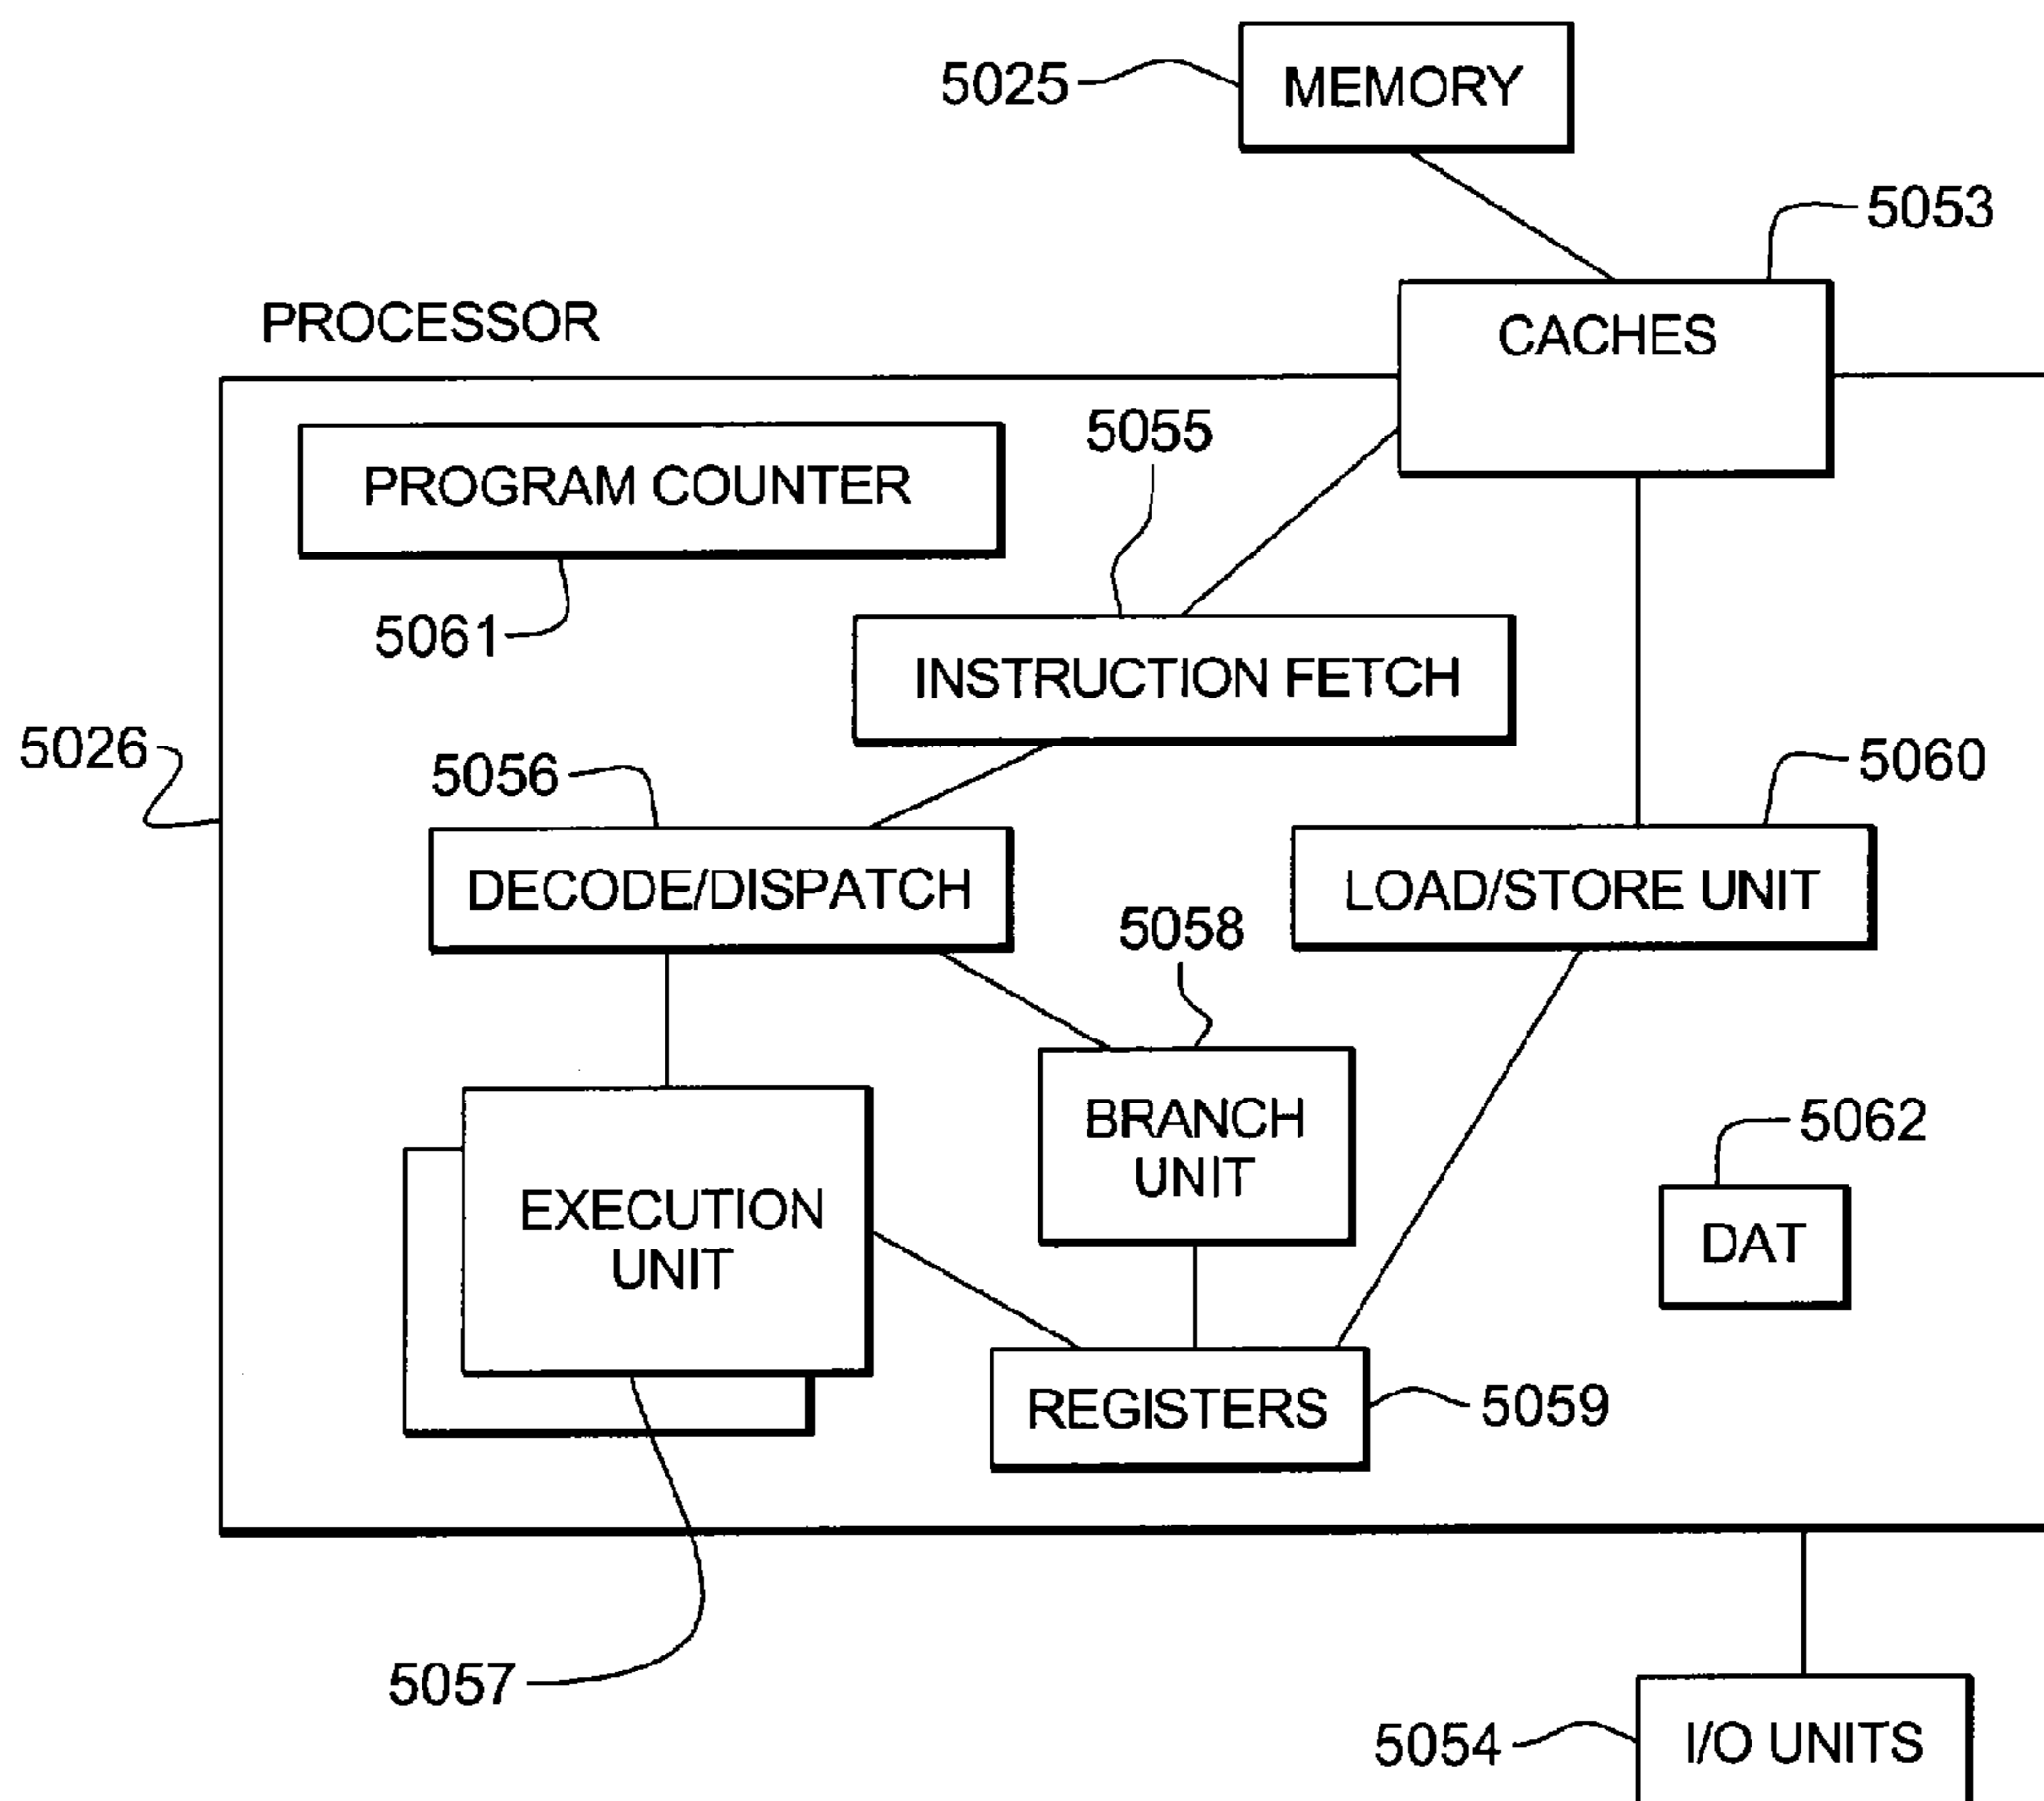 5025
MEMORY
5053
PROCESSOR
CACHES
5055
PROGRAM COUNTER
5061
INSTRUCTION FETCH
5026
5056
5060
DECODE/DISPATCH
LOAD/STORE UNIT
5058
BRANCH
UNIT
5062
EXECUTION
UNIT
DAT
REGISTERS
5059
5057
5054
I/O UNITS